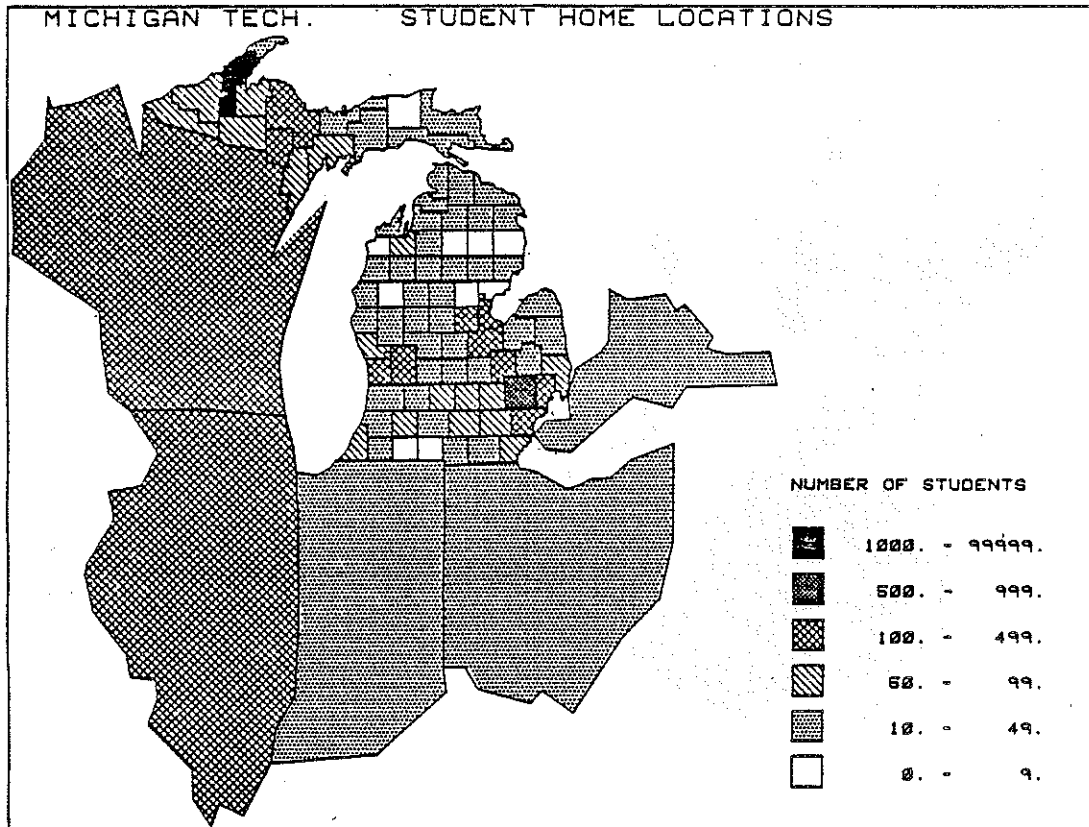 MICHIGAN TECH. STUDENT HOME LOCATIONS
NUMBER OF STUDENTS
1000. - 99999.
500. - 999.
100. - 499.
50. - 99.
10. - 49.
0. - 9.